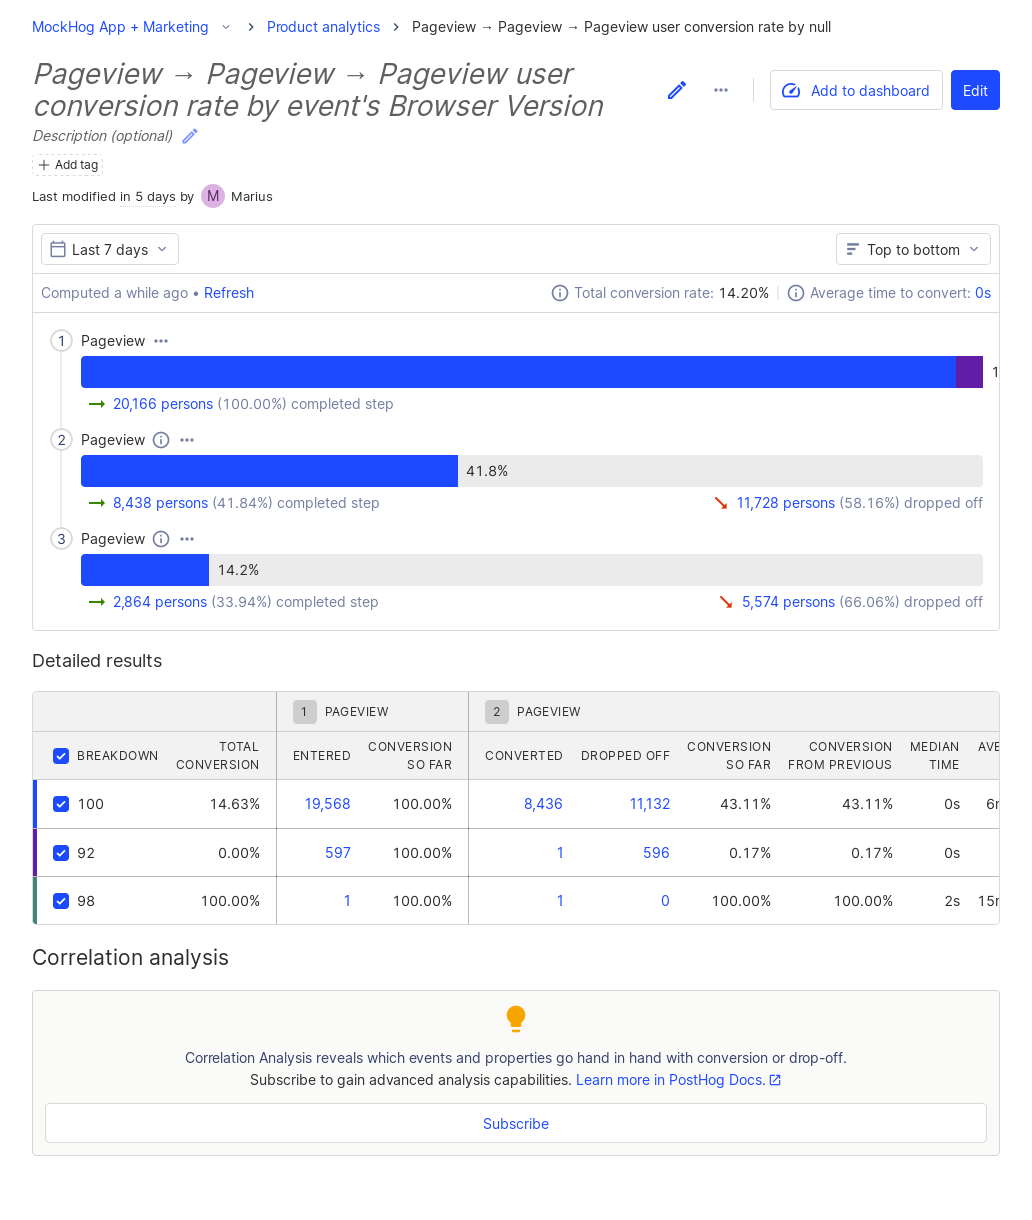 MockHog App + Marketing > Product analytics > Pageview → Pageview → Pageview user conversion rate by null
Pageview → Pageview → Pageview user
conversion rate by event's Browser Version
Add to dashboard
Edit
Description (optional)
Add tag
Last modified in 5 days by M Marius
Last 7 days
Top to bottom
Computed a while ago • Refresh
Total conversion rate: 14.20%
Average time to convert: 0s
1 Pageview
1
20,166 persons (100.00%) completed step
2 Pageview
41.8%
8,438 persons (41.84%) completed step
11,728 persons (58.16%) dropped off
3 Pageview
14.2%
2,864 persons (33.94%) completed step
5,574 persons (66.06%) dropped off
Detailed results
1 PAGEVIEW
2 PAGEVIEW
BREAKDOWN
TOTAL CONVERSION
ENTERED
CONVERSION SO FAR
CONVERTED
DROPPED OFF
CONVERSION SO FAR
CONVERSION FROM PREVIOUS
MEDIAN TIME
100 14.63% 19,568 100.00% 8,436 11,132 43.11% 43.11% 0s
92 0.00% 597 100.00% 1 596 0.17% 0.17% 0s
98 100.00% 1 100.00% 1 0 100.00% 100.00% 2s
Correlation analysis
Correlation Analysis reveals which events and properties go hand in hand with conversion or drop-off.
Subscribe to gain advanced analysis capabilities. Learn more in PostHog Docs.
Subscribe